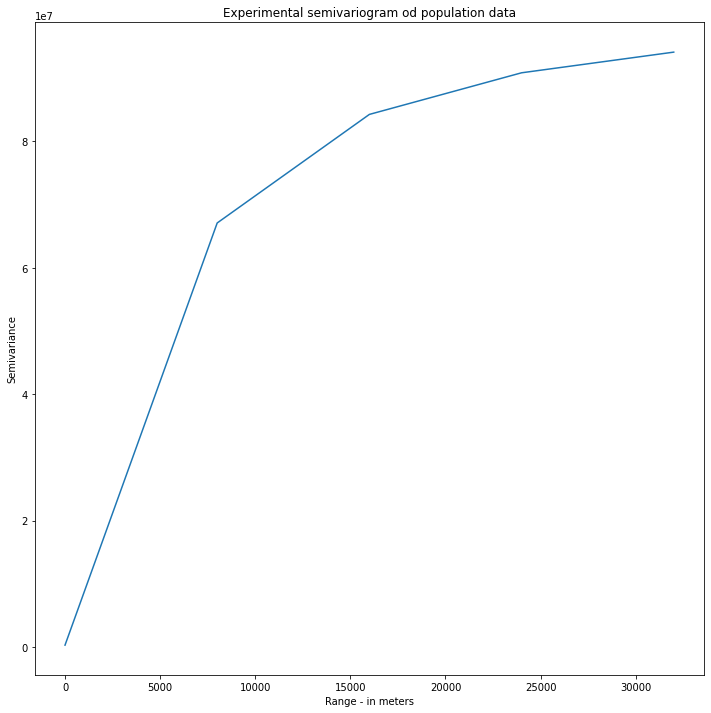 Experimental semivariogram od population data
1e7
8
6
4
2
0
Semivariance
0 5000 10000 15000 20000 25000 30000
Range - in meters